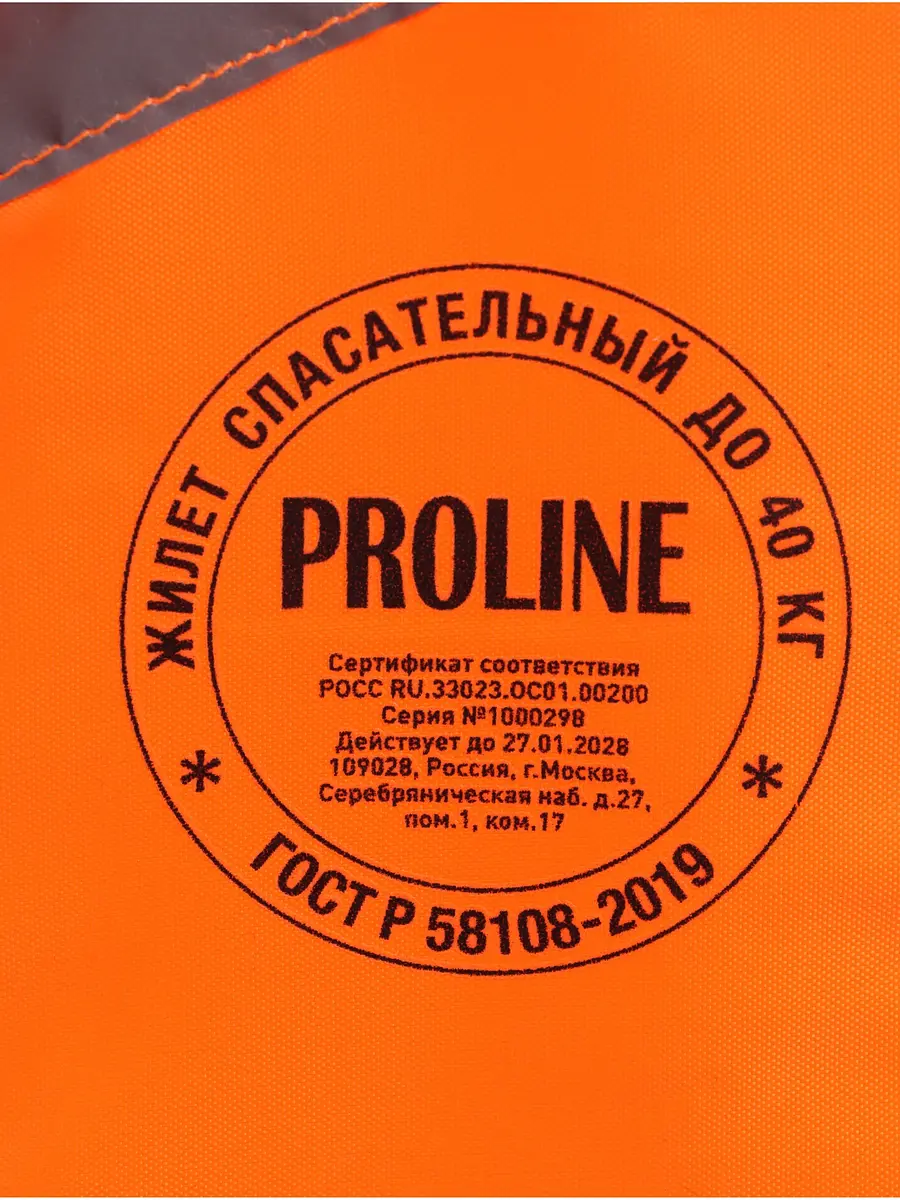 ЖИЛЕТ СПАСАТЕЛЬНЫЙ ДО 40 КГ
PROLINE
Сертификат соответствия
РОСС RU.33023.ОС01.00200
Серия №1000298
Действует до 27.01.2028
109028, Россия, г.Москва,
Серебряническая наб. д.27,
пом.1, ком.17
* *
ГОСТ Р 58108-2019